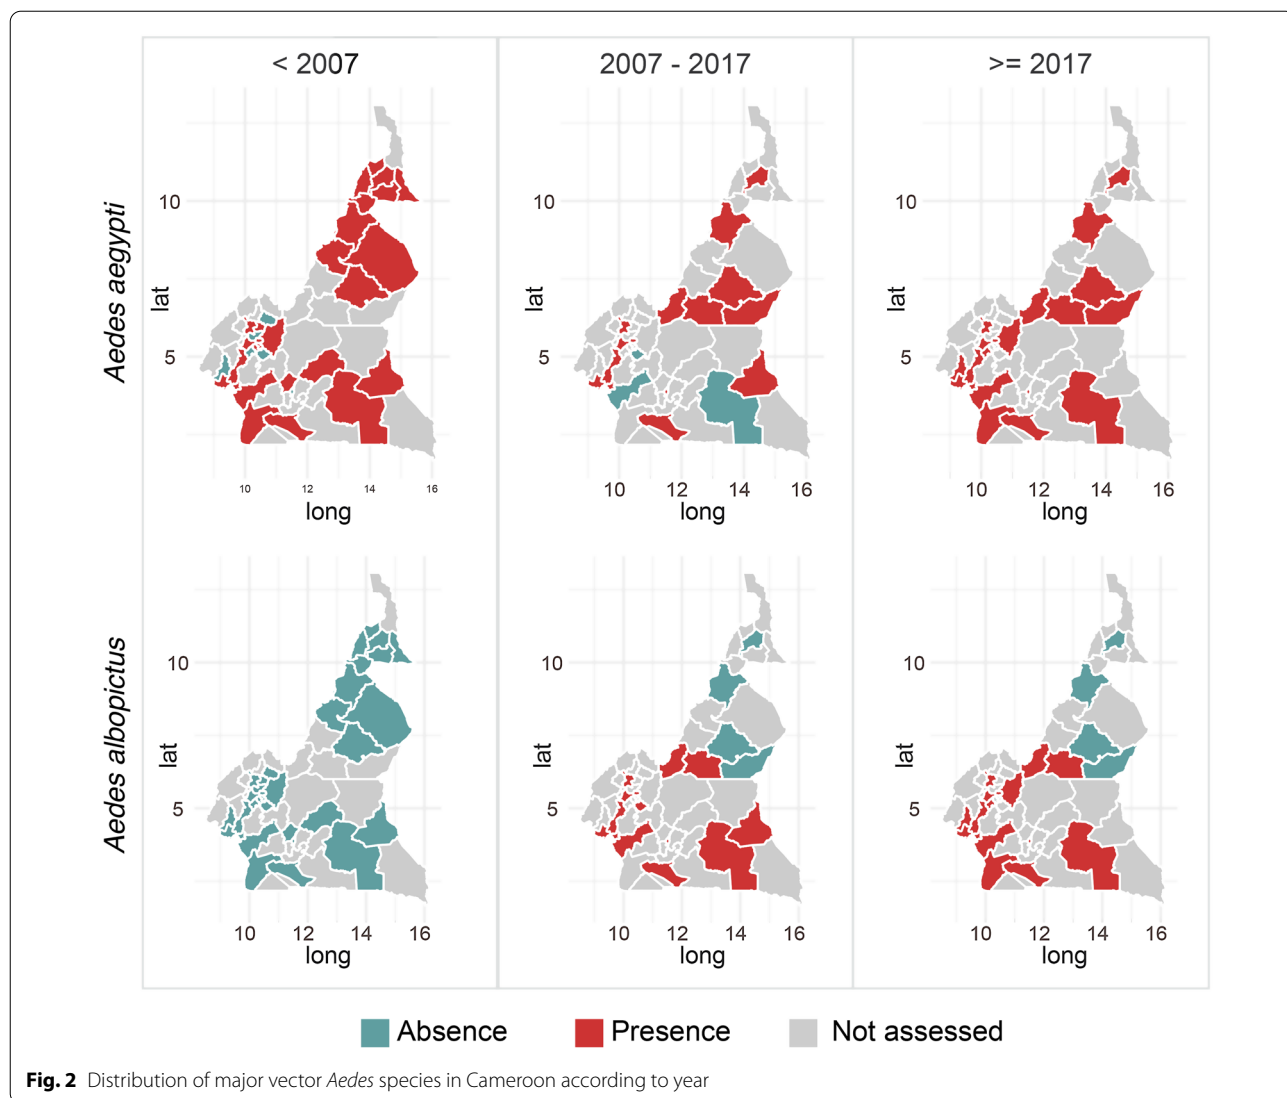 < 2007
2007 - 2017
>= 2017
Aedes aegypti
lat
10
5
10
12
14
16
long
lat
10
5
10
12
14
16
long
lat
10
5
10
12
14
16
long
Aedes albopictus
lat
10
5
10
12
14
16
long
lat
10
5
10
12
14
16
long
lat
10
5
10
12
14
16
long
Absence
Presence
Not assessed
Fig. 2 Distribution of major vector Aedes species in Cameroon according to year